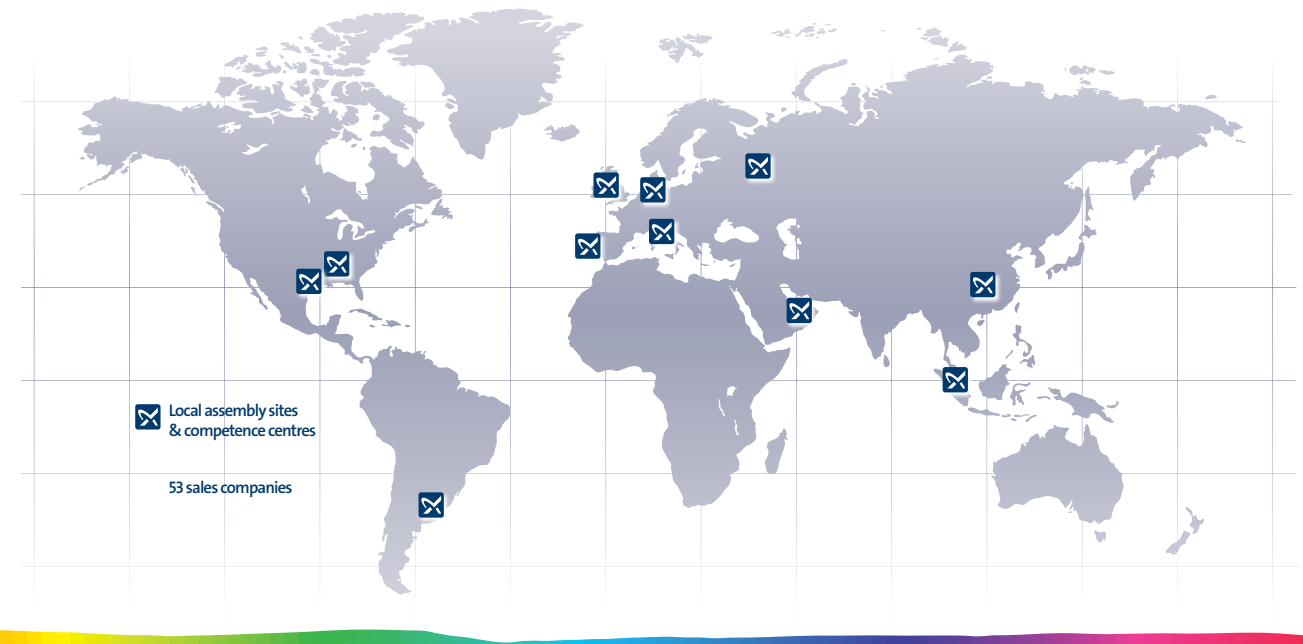 Local assembly sites
& competence centres
53 sales companies